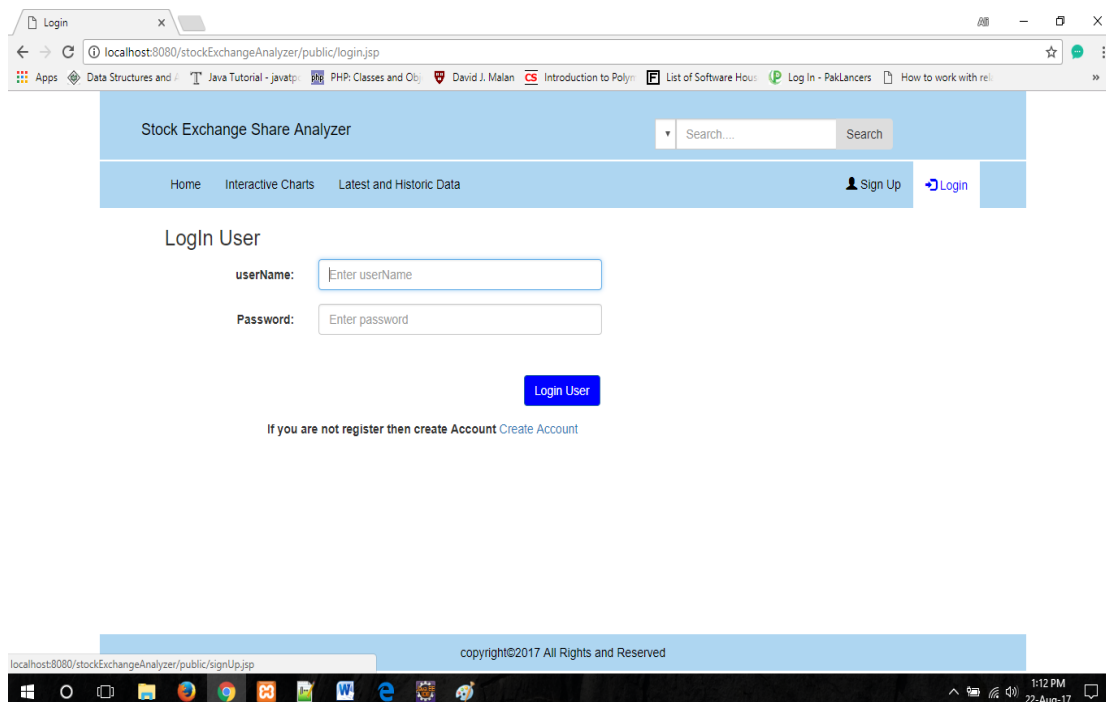 Login
Ali
localhost:8080/stockExchangeAnalyzer/public/login.jsp
Apps Data Structures and A Java Tutorial - javatp PHP: Classes and Obj David J. Malan CS Introduction to Polym F List of Software Hous Log In - PakLancers How to work with rel
Stock Exchange Share Analyzer
Search.... Search
Home Interactive Charts Latest and Historic Data Sign Up Login
LogIn User
userName: Enter userName
Password: Enter password
Login User
If you are not register then create Account Create Account
copyright©2017 All Rights and Reserved
localhost:8080/stockExchangeAnalyzer/public/signUp.jsp
1:12 PM
22-Aug-17